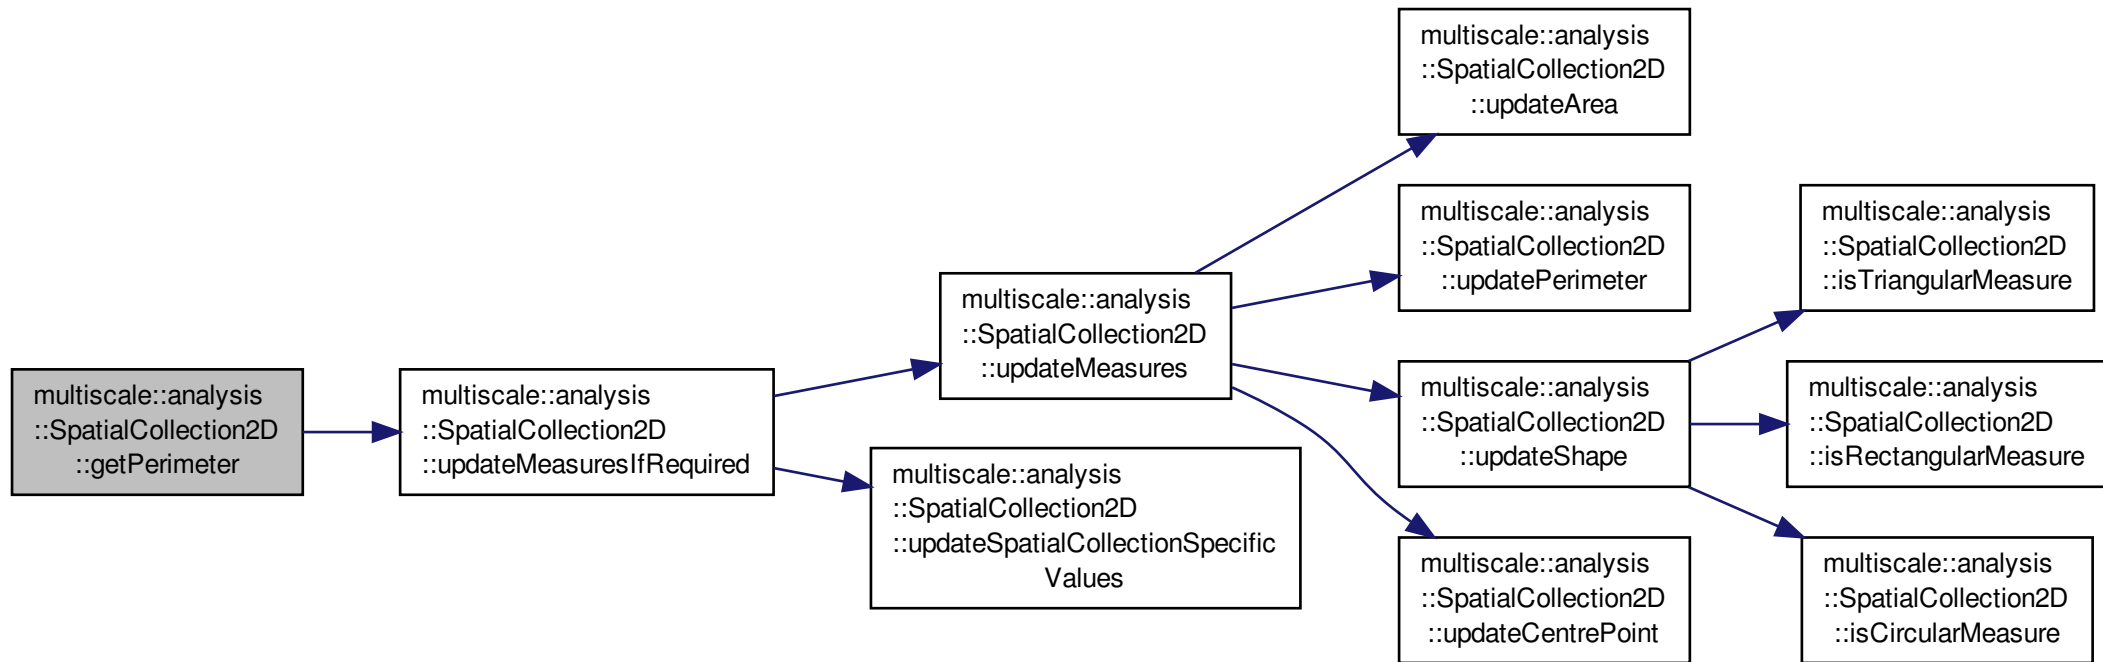 multiscale::analysis
::SpatialCollection2D
::getPerimeter
multiscale::analysis
::SpatialCollection2D
::updateMeasuresIfRequired
multiscale::analysis
::SpatialCollection2D
::updateMeasures
multiscale::analysis
::SpatialCollection2D
::updateSpatialCollectionSpecific
Values
multiscale::analysis
::SpatialCollection2D
::updateArea
multiscale::analysis
::SpatialCollection2D
::updatePerimeter
multiscale::analysis
::SpatialCollection2D
::updateShape
multiscale::analysis
::SpatialCollection2D
::updateCentrePoint
multiscale::analysis
::SpatialCollection2D
::isTriangularMeasure
multiscale::analysis
::SpatialCollection2D
::isRectangularMeasure
multiscale::analysis
::SpatialCollection2D
::isCircularMeasure